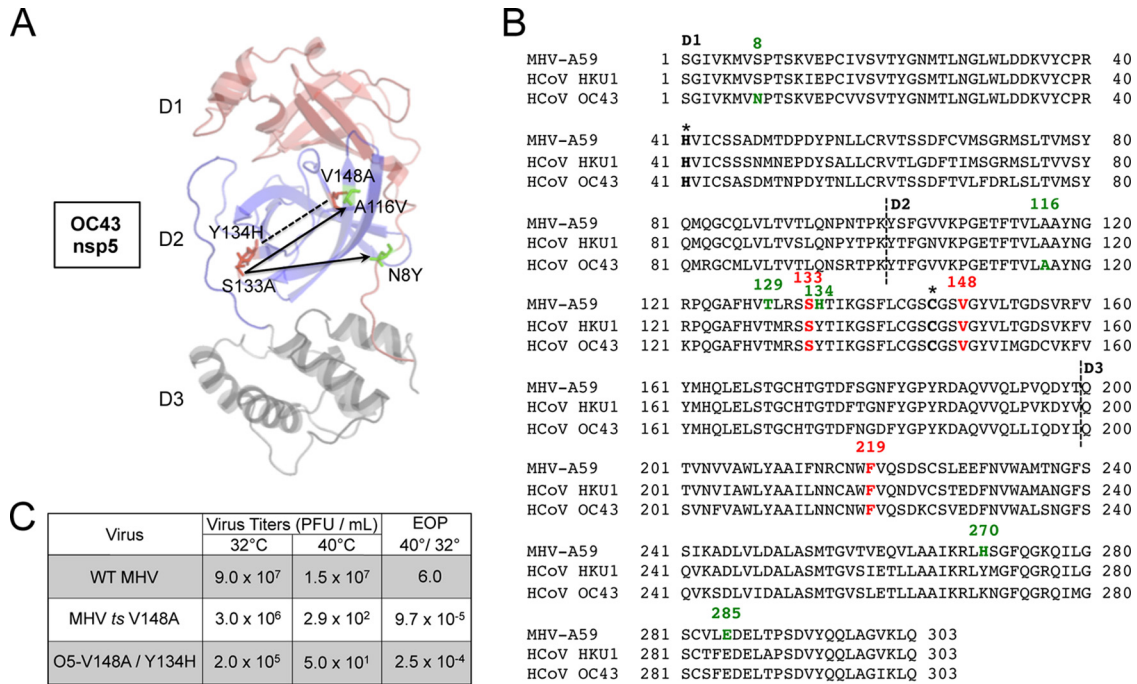 A
D1
V148A
A116V
OC43
nsp5
D2
Y134H
S133A
N8Y
D3
B
D1 8
MHV-A59 1 SGIVKMVSPTSKVEPCIVSVTYGNMTLNGLWLDDKVYCPR 40
HCoV HKU1 1 SGIVKMVSPTSKIEPCIVSVTYGNMTLNGLWLDDKVYCPR 40
HCoV OC43 1 SGIVKMVNPTSKVEPCVVSVTYGNMTLNGLWLDDKVYCPR 40
*
MHV-A59 41 HVICSSADMTDPDYPNLLCRVTSSDFCVMSGRMSLTVMSY 80
HCoV HKU1 41 HVICSSSNMNEPDYSALLCRVTLGDFTIMSGRMSLTVVSY 80
HCoV OC43 41 HVICSASDMTNPDYTNLLCRVTSSDFTVLFDRLSLTVMSY 80
D2 116
MHV-A59 81 QMQGCQLVLTVTLQNPNTPKYSFGVVKPGETFTVLAAYNG 120
HCoV HKU1 81 QMQGCQLVLTVSLQNPYTPKYTFGNVKPGETFTVLAAYNG 120
HCoV OC43 81 QMRGCMLVLTVTLQNSRTPKYTFGVVKPGETFTVLAAYNG 120
129 133 134 * 148
MHV-A59 121 RPQGAFHVTLRSSHTIKGSFLCGSCGSVGYVLTGDSVRFV 160
HCoV HKU1 121 RPQGAFHVTMRSSYTIKGSFLCGSCGSVGYVLTGDSVKFV 160
HCoV OC43 121 KPQGAFHVTMRSSYTIKGSFLCGSCGSVGYVIMGDCVKFV 160
D3
MHV-A59 161 YMHQLELSTGCHTGTDFSGNFYGPYRDAQVVQLPVQDYTQ 200
HCoV HKU1 161 YMHQLELSTGCHTGTDFTGNFYGPYRDAQVVQLPVKDYVQ 200
HCoV OC43 161 YMHQLELSTGCHTGTDFNGDFYGPYKDAQVVQLLIQDYIQ 200
219
MHV-A59 201 TVNVVAWLYAAIFNRCNWFVQSDSCSLEEFNVWAMTNGFS 240
HCoV HKU1 201 TVNVIAWLYAAILNNCAWFVQNDVCSTEDFNVWAMANGFS 240
HCoV OC43 201 SVNFVAWLYAAILNNCNWFVQSDKCSVEDFNVWALSNGFS 240
270
MHV-A59 241 SIKADLVLDALASMTGVTVEQVLAAIKRLHSGFQGKQILG 280
HCoV HKU1 241 QVKADLVLDALASMTGVSIETLLAAIKRLYMGFQGRQILG 280
HCoV OC43 241 QVKSDLVIDALASMTGVSLETLLAAIKRLKNGFQGRQIMG 280
285
MHV-A59 281 SCVLEDELTPSDVYQQLAGVKLQ 303
HCoV HKU1 281 SCTFEDELAPSDVYQQLAGVKLQ 303
HCoV OC43 281 SCSFEDELTPSDVYQQLAGIKLQ 303
C
Virus Virus Titers (PFU / mL) EOP
32°C 40°C 40°/ 32°
WT MHV 9.0 x 10⁷ 1.5 x 10⁷ 6.0
MHV ts V148A 3.0 x 10⁶ 2.9 x 10² 9.7 x 10⁻⁵
O5-V148A / Y134H 2.0 x 10⁵ 5.0 x 10¹ 2.5 x 10⁻⁴